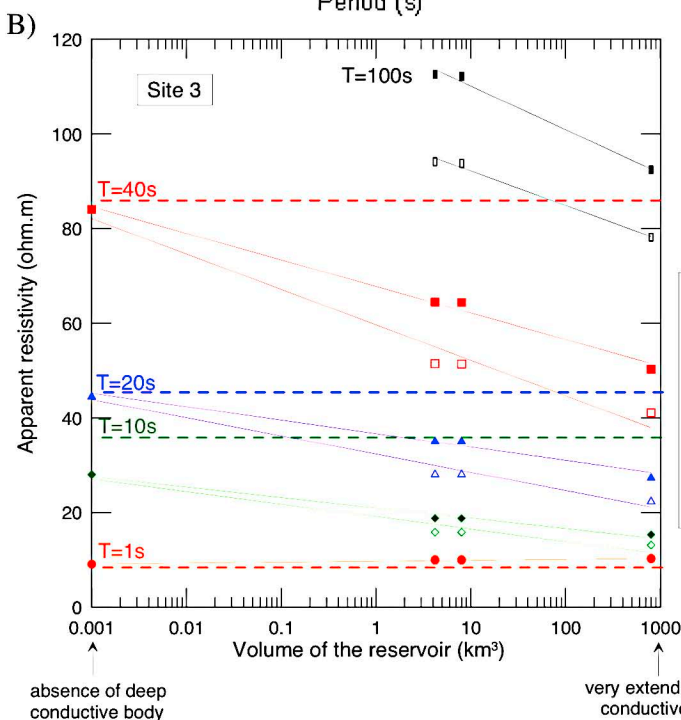 Period (s)
B)
120
Site 3
T=100s
100
T=40s
80
Apparent resistivity (ohm.m)
60
T=20s
40
T=10s
20
T=1s
0
0.001 0.01 0.1 1 10 100 1000
Volume of the reservoir (km³)
absence of deep
conductive body
very extend
conductive